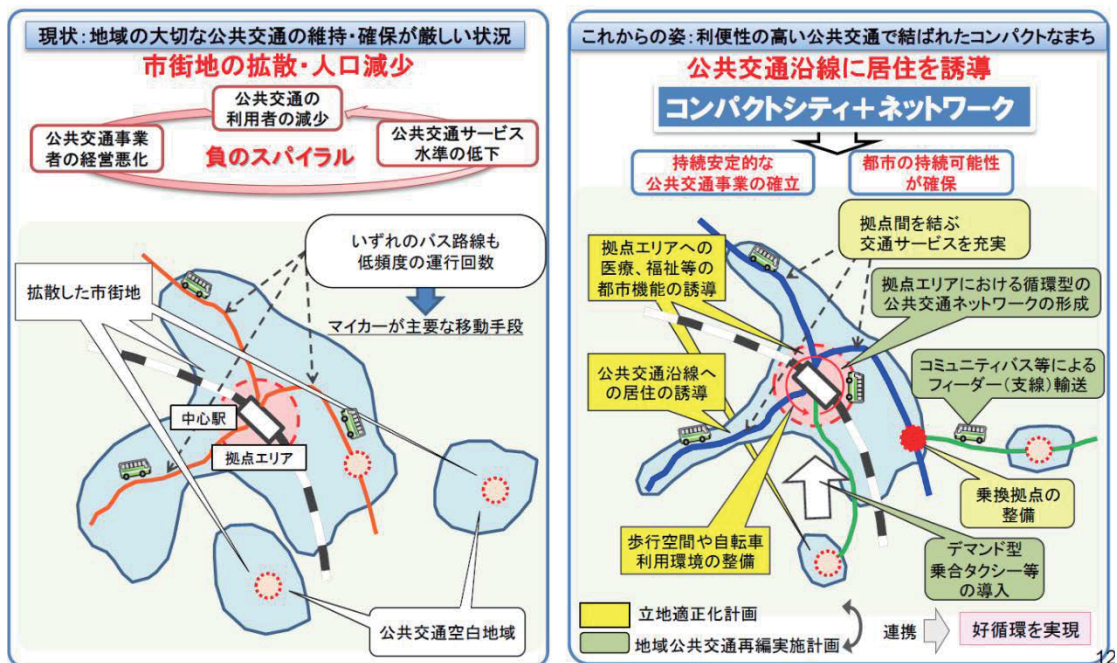 現状:地域の大切な公共交通の維持・確保が厳しい状況
市街地の拡散・人口減少
公共交通の
利用者の減少
公共交通事業
者の経営悪化
公共交通サービス
水準の低下
負のスパイラル
いずれのバス路線も
低頻度の運行回数
拡散した市街地
マイカーが主要な移動手段
中心駅
拠点エリア
公共交通空白地域
これからの姿:利便性の高い公共交通で結ばれたコンパクトなまち
公共交通沿線に居住を誘導
コンパクトシティ+ネットワーク
持続安定的な
公共交通事業の確立
都市の持続可能性
が確保
拠点間を結ぶ
交通サービスを充実
拠点エリアへの
医療、福祉等の
都市機能の誘導
拠点エリアにおける循環型の
公共交通ネットワークの形成
公共交通沿線へ
の居住の誘導
コミュニティバス等による
フィーダー(支線)輸送
乗換拠点の
整備
歩行空間や自転車
利用環境の整備
デマンド型
乗合タクシー等
の導入
立地適正化計画
地域公共交通再編実施計画
連携
好循環を実現
12